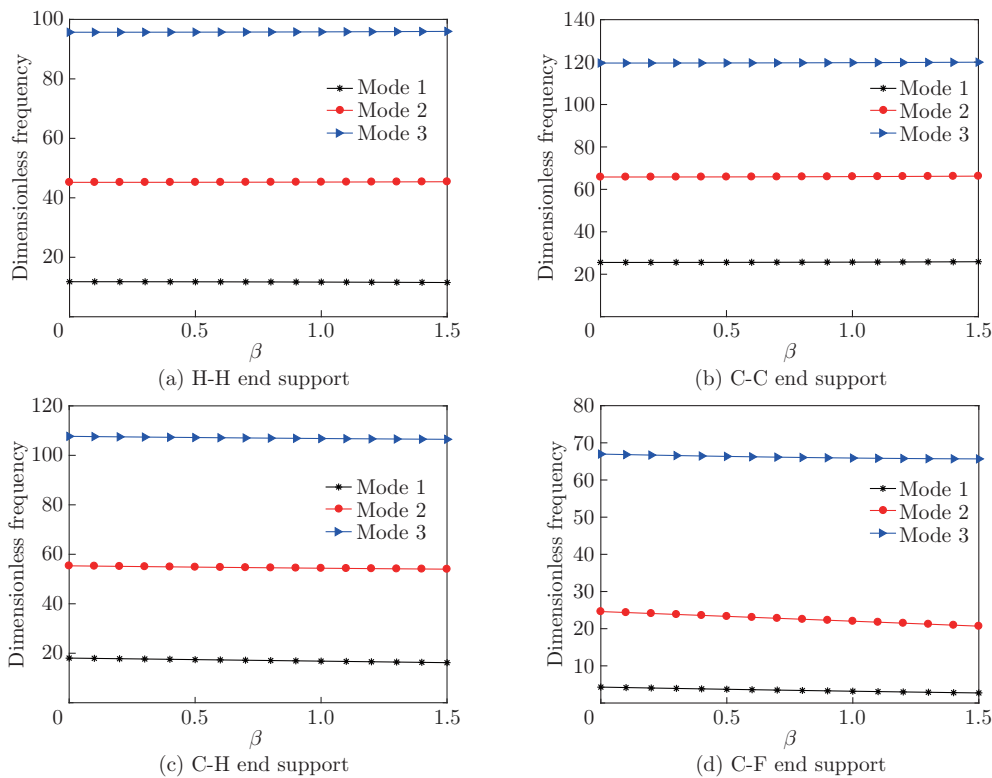 100
80
60
40
20
0
0.5
1.0
1.5
Dimensionless frequency
β
Mode 1
Mode 2
Mode 3
(a) H-H end support
140
120
100
80
60
40
20
0
0.5
1.0
1.5
Dimensionless frequency
β
Mode 1
Mode 2
Mode 3
(b) C-C end support
120
100
80
60
40
20
0
0.5
1.0
1.5
Dimensionless frequency
β
Mode 1
Mode 2
Mode 3
(c) C-H end support
80
70
60
50
40
30
20
10
0
0.5
1.0
1.5
Dimensionless frequency
β
Mode 1
Mode 2
Mode 3
(d) C-F end support